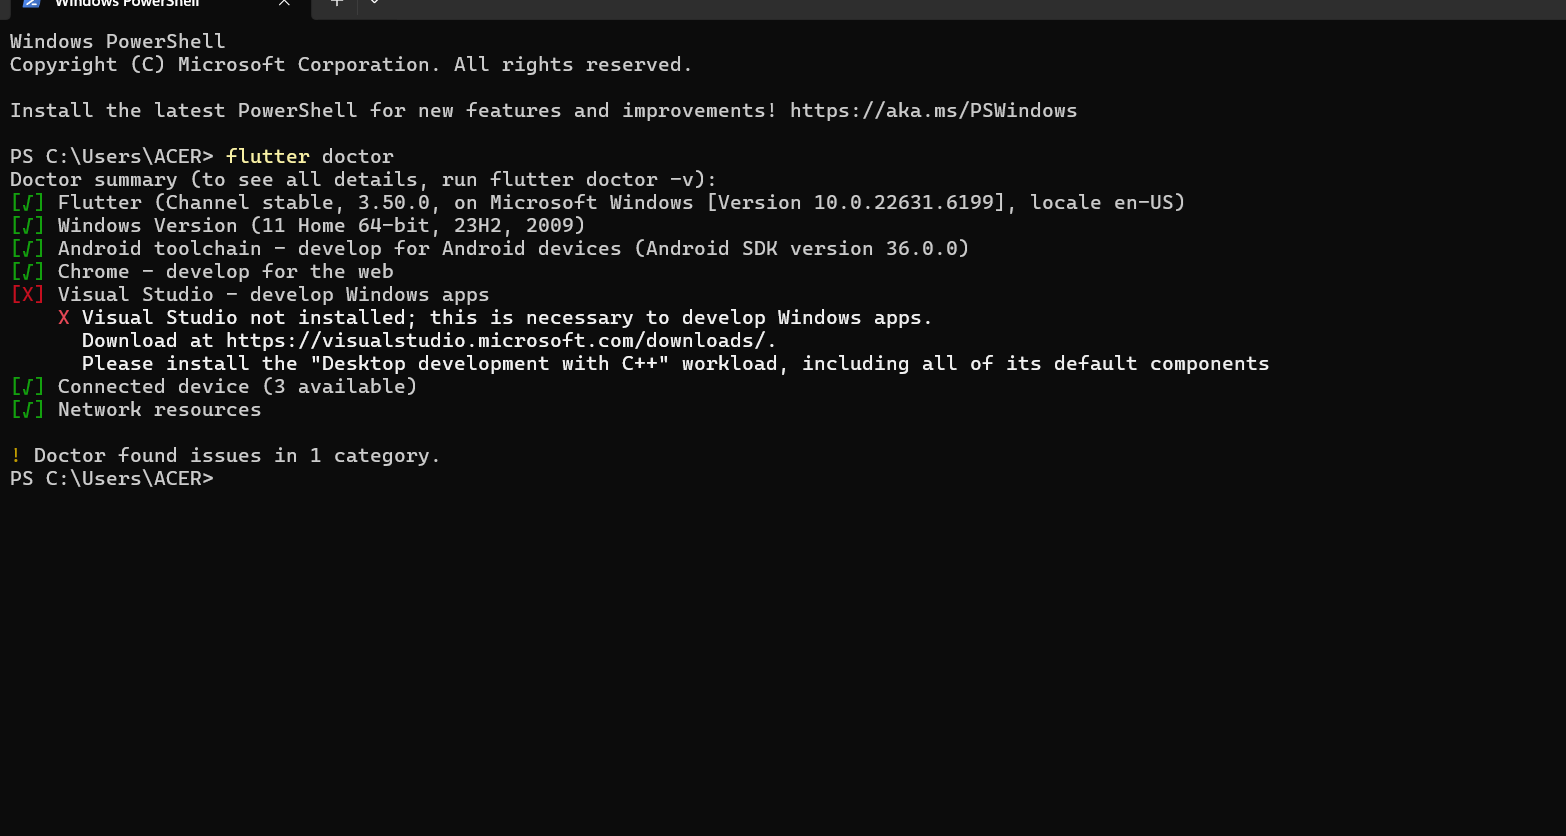 Windows PowerShell
Windows PowerShell
Copyright (C) Microsoft Corporation. All rights reserved.
Install the latest PowerShell for new features and improvements! https://aka.ms/PSWindows
PS C:\Users\ACER> flutter doctor
Doctor summary (to see all details, run flutter doctor -v):
[√] Flutter (Channel stable, 3.50.0, on Microsoft Windows [Version 10.0.22631.6199], locale en-US)
[√] Windows Version (11 Home 64-bit, 23H2, 2009)
[√] Android toolchain - develop for Android devices (Android SDK version 36.0.0)
[√] Chrome - develop for the web
[X] Visual Studio - develop Windows apps
X Visual Studio not installed; this is necessary to develop Windows apps.
Download at https://visualstudio.microsoft.com/downloads/.
Please install the "Desktop development with C++" workload, including all of its default components
[√] Connected device (3 available)
[√] Network resources
! Doctor found issues in 1 category.
PS C:\Users\ACER>